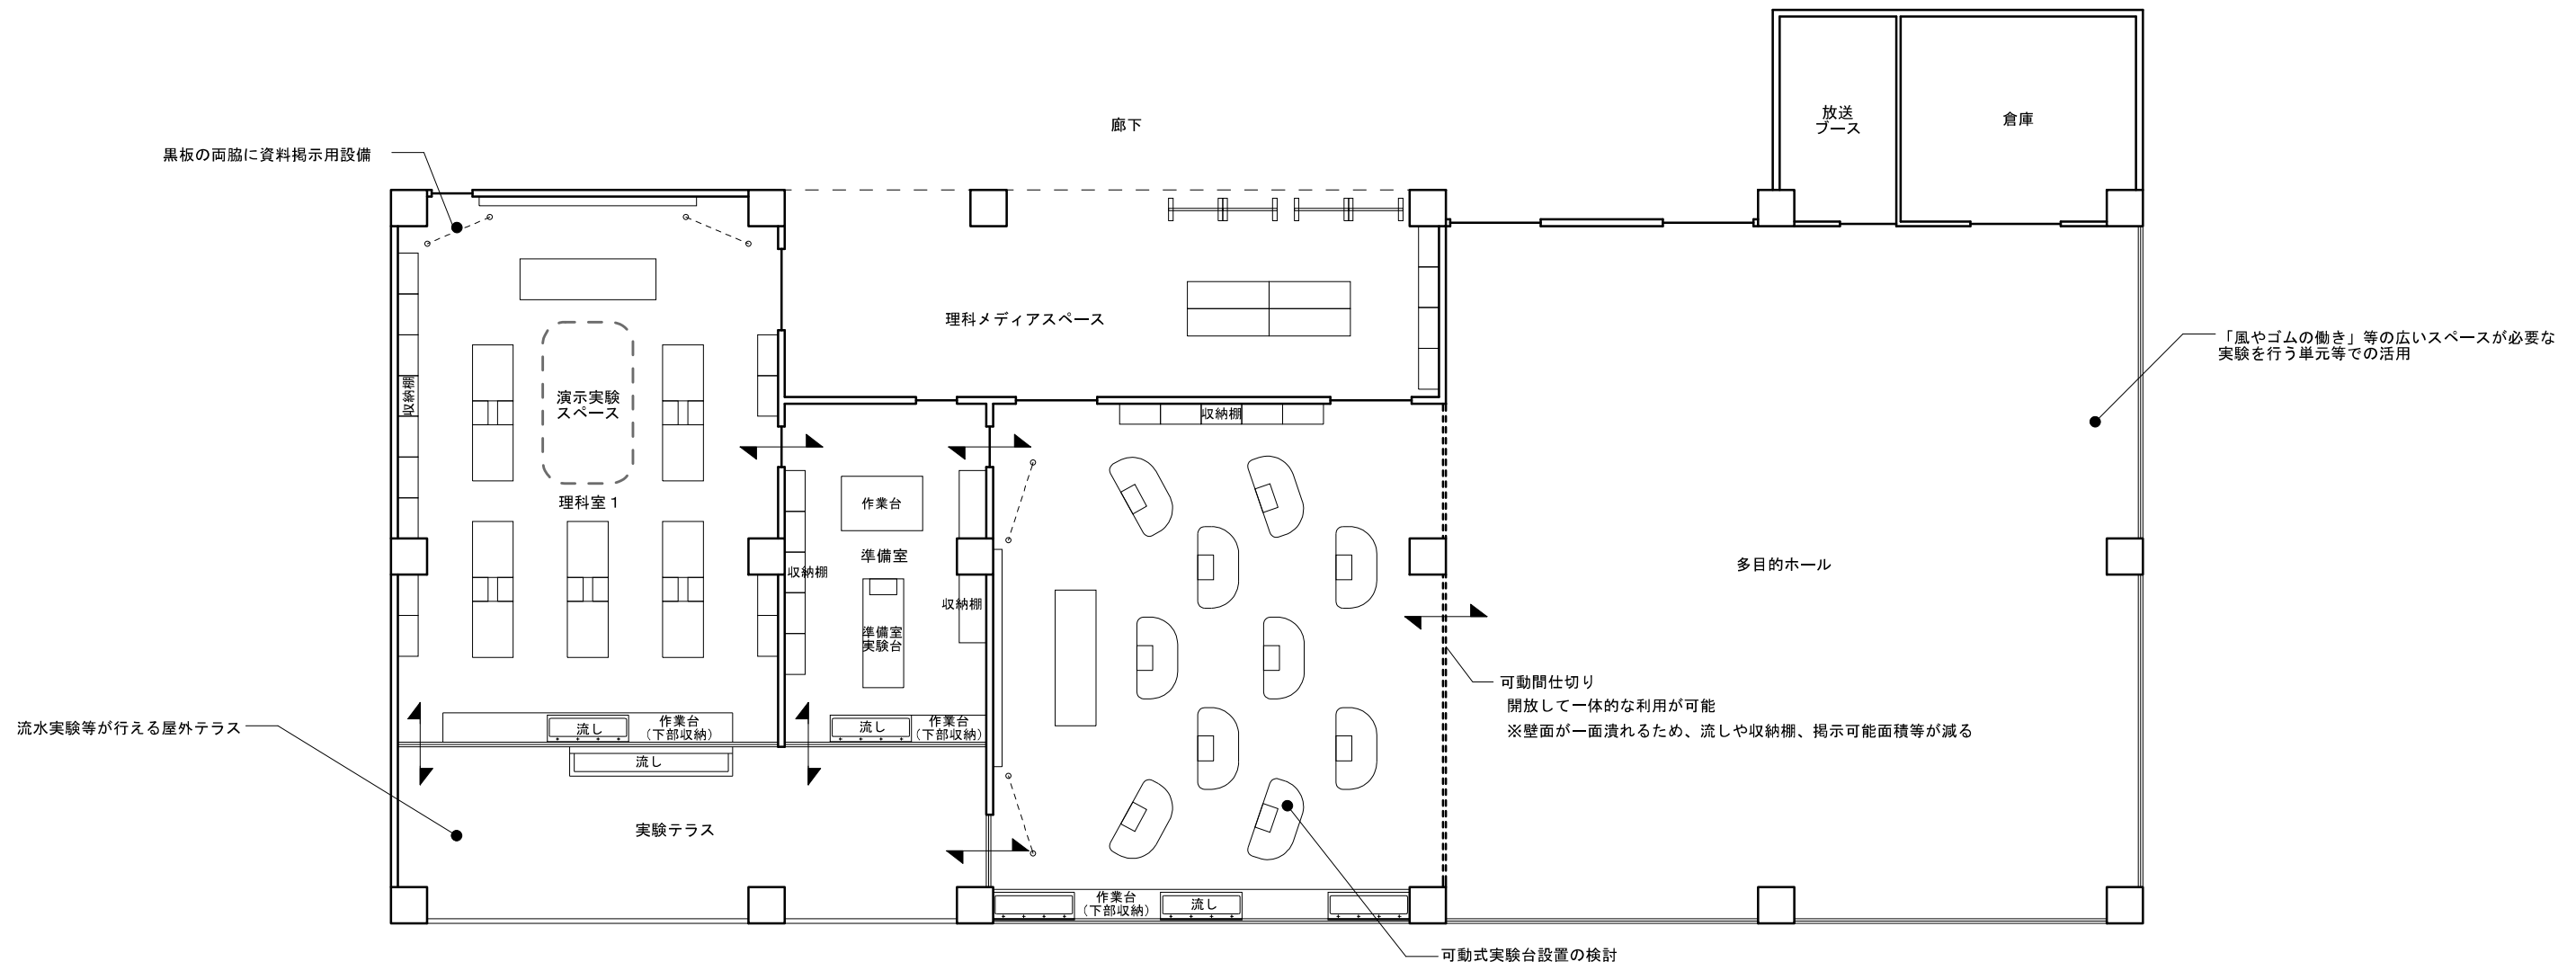 放送
ブース
倉庫
廊下
黒板の両脇に資料掲示用設備
理科メディアスペース
「風やゴムの働き」等の広いスペースが必要な
実験を行う単元等での活用
収納棚
演示実験
スペース
収納棚
理科室１
作業台
準備室
収納棚
収納棚
準備室
実験台
多目的ホール
可動間仕切り
開放して一体的な利用が可能
※壁面が一面潰れるため、流しや収納棚、掲示可能面積等が減る
流水実験等が行える屋外テラス
流し
作業台
（下部収納）
流し
作業台
（下部収納）
流し
実験テラス
作業台
（下部収納）
流し
可動式実験台設置の検討